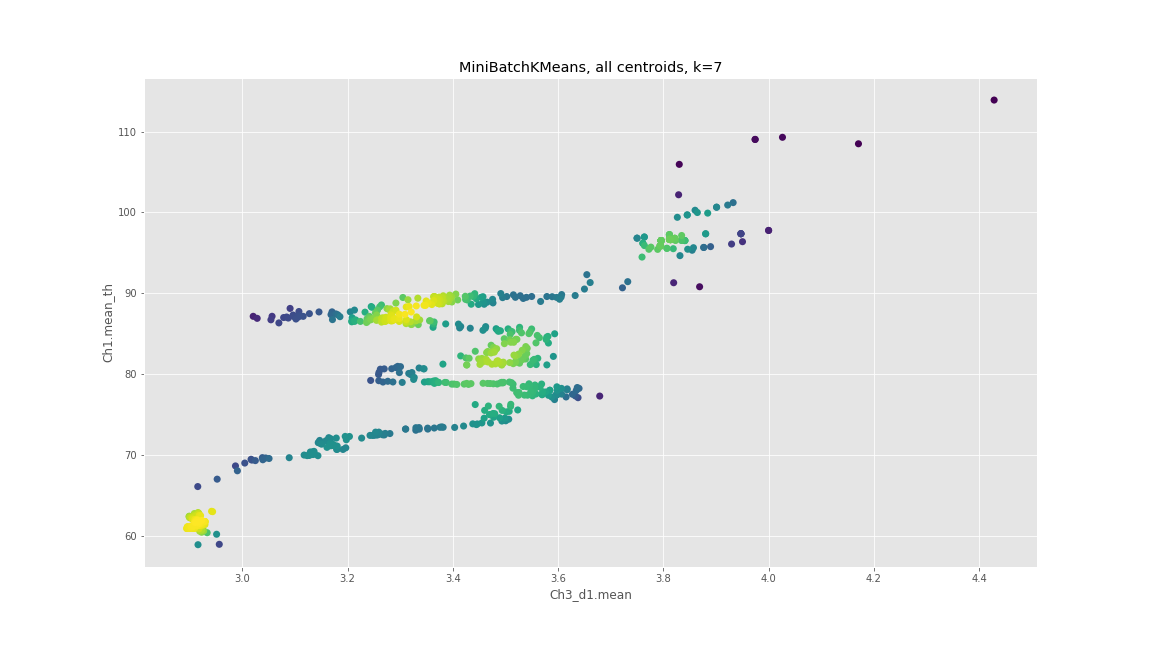 MiniBatchKMeans, all centroids, k=7
Ch1.mean_th
110
100
90
80
70
60
3.0 3.2 3.4 3.6 3.8 4.0 4.2 4.4
Ch3_d1.mean